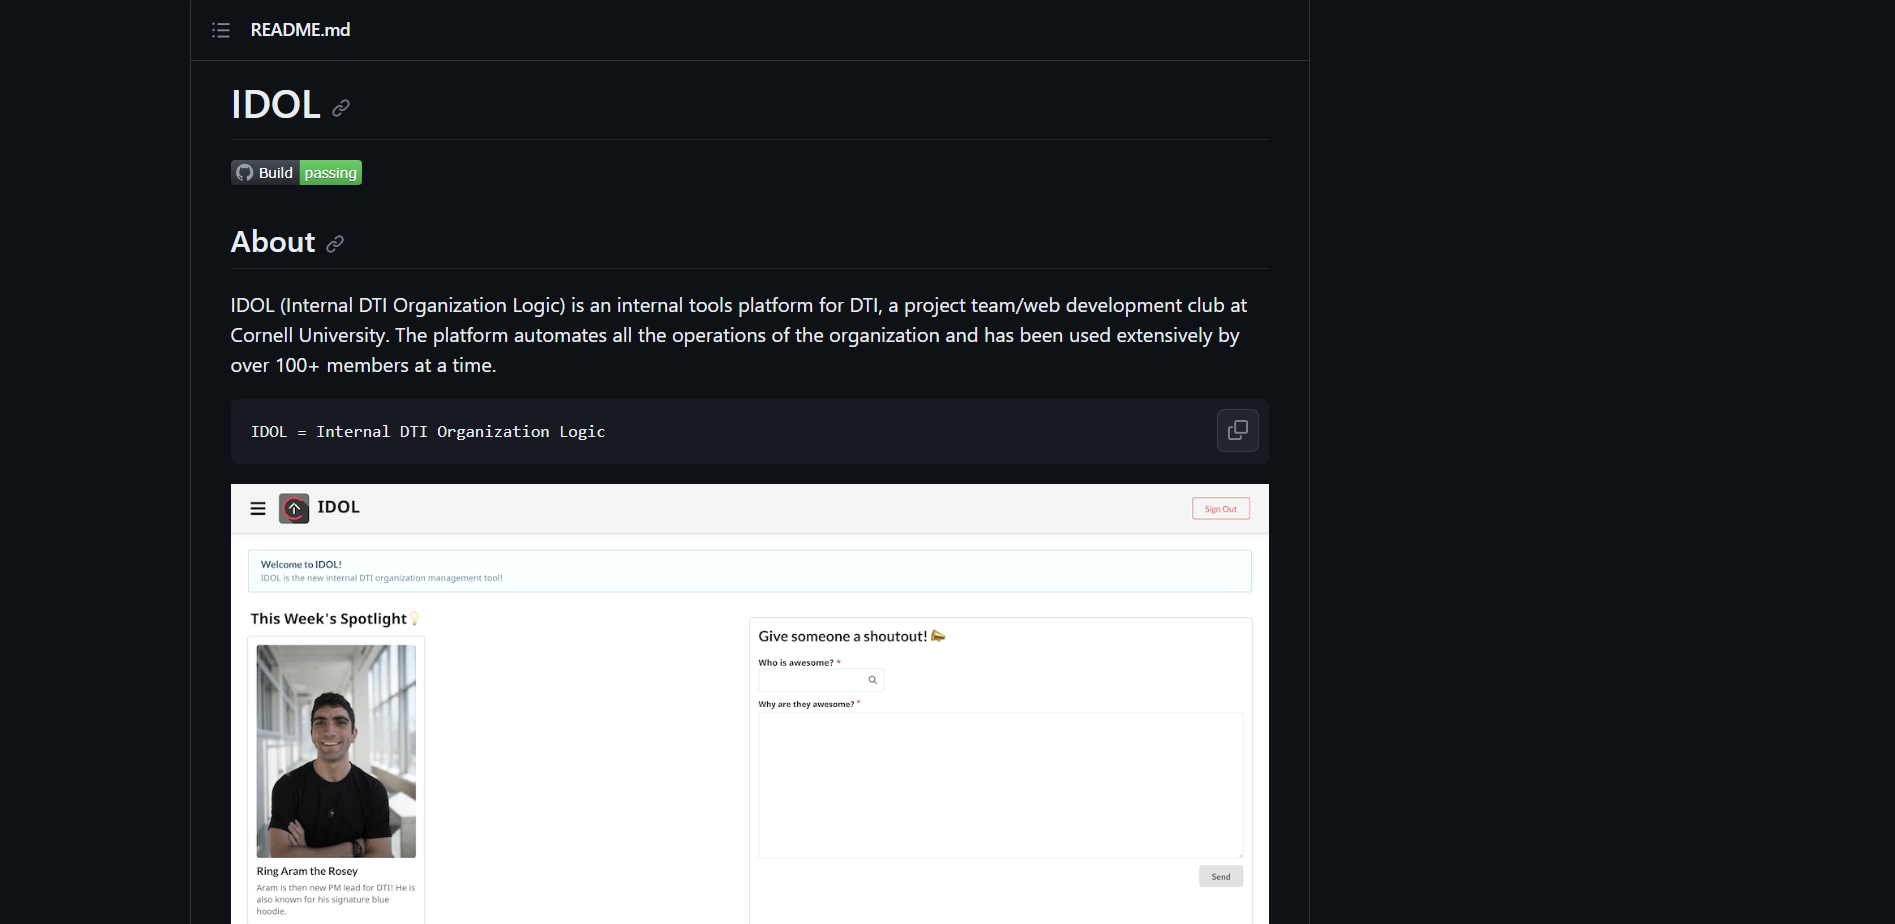 README.md
IDOL
Build passing
About
IDOL (Internal DTI Organization Logic) is an internal tools platform for DTI, a project team/web development club at
Cornell University. The platform automates all the operations of the organization and has been used extensively by
over 100+ members at a time.
IDOL = Internal DTI Organization Logic
IDOL
Sign Out
Welcome to IDOL!
IDOL is the new internal DTI organization management tool!
This Week's Spotlight
Ring Aram the Rosey
Aram is then new PM lead for DTI! He is
also known for his signature blue
hoodie.
Give someone a shoutout!
Who is awesome? *
Why are they awesome? *
Send